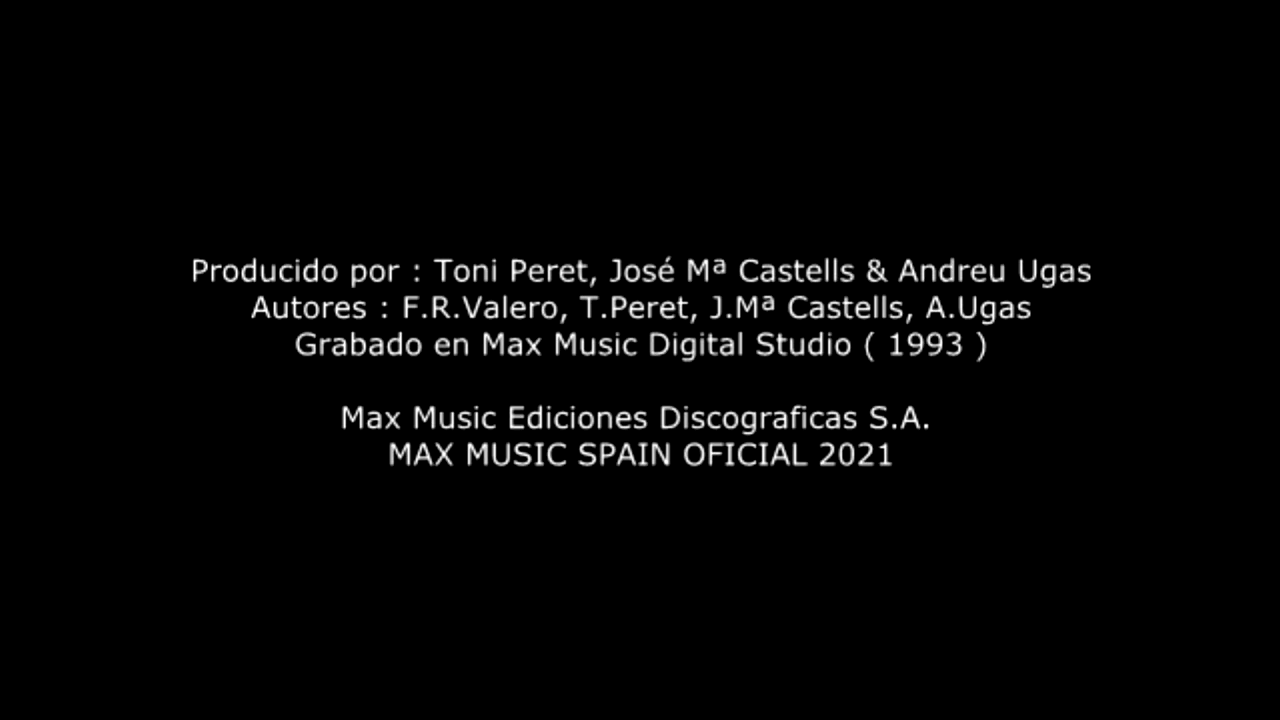 Producido por : Toni Peret, José Mª Castells & Andreu Ugas
Autores : F.R.Valero, T.Peret, J.Mª Castells, A.Ugas
Grabado en Max Music Digital Studio ( 1993 )
Max Music Ediciones Discograficas S.A.
MAX MUSIC SPAIN OFICIAL 2021